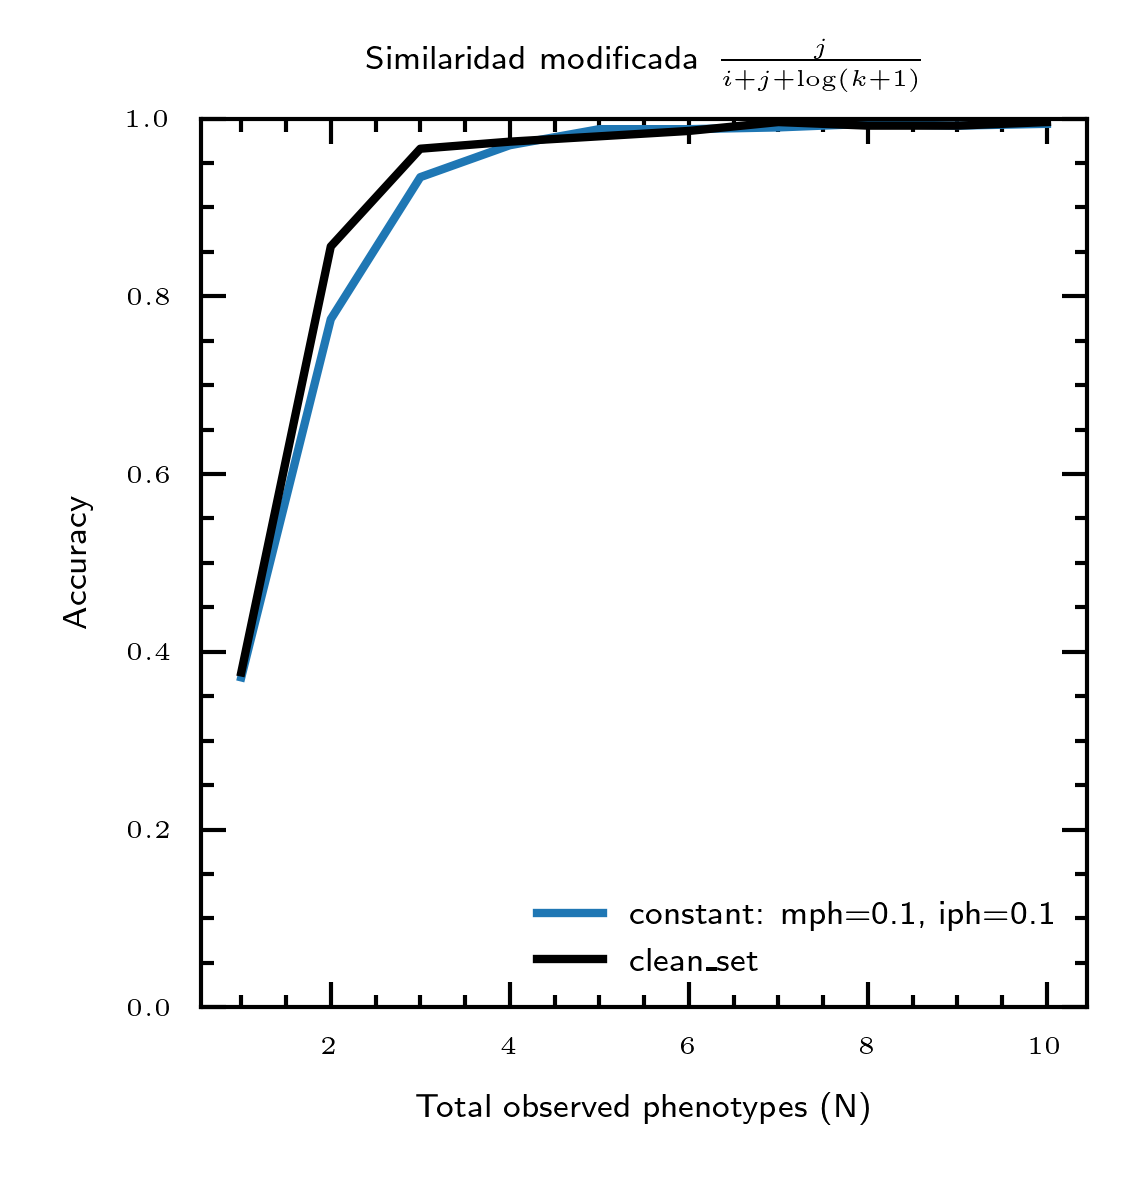 Similaridad modificada j/(i+j+log(k+1))
1.0
0.8
0.6
0.4
0.2
0.0
Accuracy
constant: mph=0.1, iph=0.1
clean_set
2 4 6 8 10
Total observed phenotypes (N)